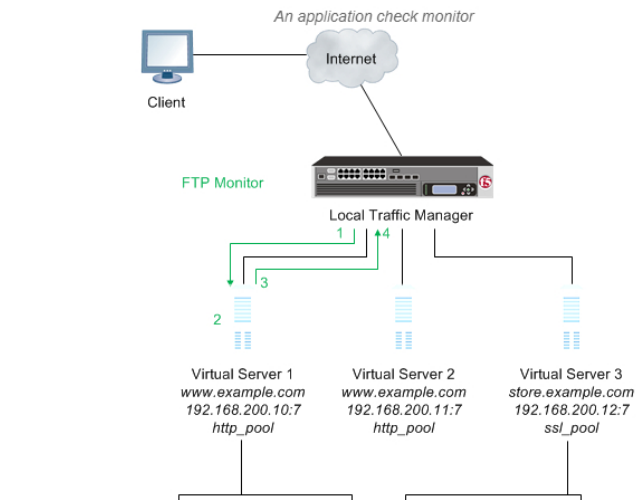 An application check monitor
Internet
Client
FTP Monitor
f5
Local Traffic Manager
1
4
3
2
Virtual Server 1
www.example.com
192.168.200.10:7
http_pool
Virtual Server 2
www.example.com
192.168.200.11:7
http_pool
Virtual Server 3
store.example.com
192.168.200.12:7
ssl_pool